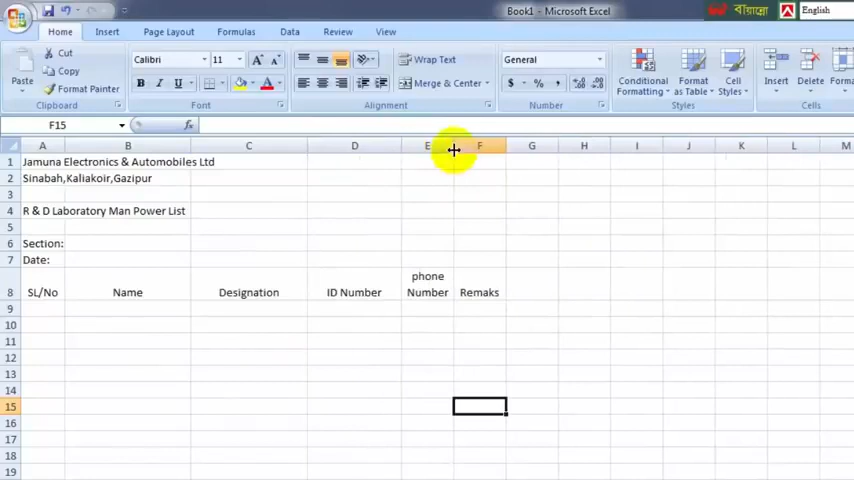 Book1 - Microsoft Excel
বায়ান্নো
English
Home Insert Page Layout Formulas Data Review View
Cut
Copy
Format Painter
Paste
Calibri 11
Wrap Text
Merge & Center
General
Conditional Formatting
Format as Table
Cell Styles
Insert
Delete
Clipboard Font Alignment Number Styles Cells
F15
fx
A B C D E F G H I J K L M
1 Jamuna Electronics & Automobiles Ltd
2 Sinabah,Kaliakoir,Gazipur
3
4 R & D Laboratory Man Power List
5
6 Section:
7 Date:
8 SL/No Name Designation ID Number phone Number Remaks
9
10
11
12
13
14
15
16
17
18
19